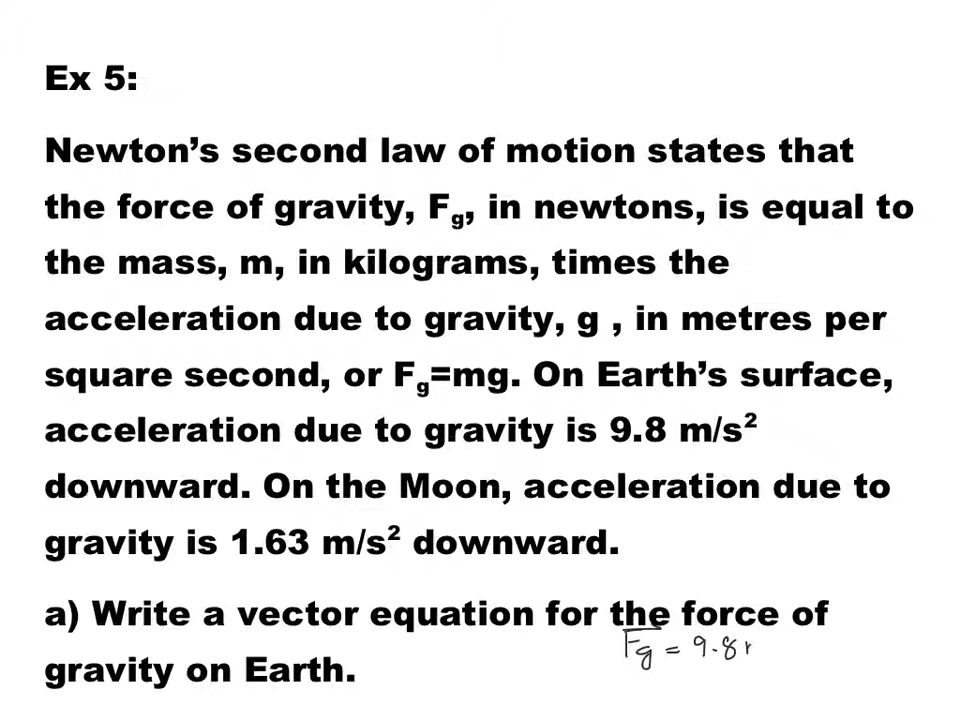 Ex 5:
Newton’s second law of motion states that
the force of gravity, Fg, in newtons, is equal to
the mass, m, in kilograms, times the
acceleration due to gravity, g , in metres per
square second, or Fg=mg. On Earth’s surface,
acceleration due to gravity is 9.8 m/s²
downward. On the Moon, acceleration due to
gravity is 1.63 m/s² downward.
a) Write a vector equation for the force of
gravity on Earth.
Fg = 9.8